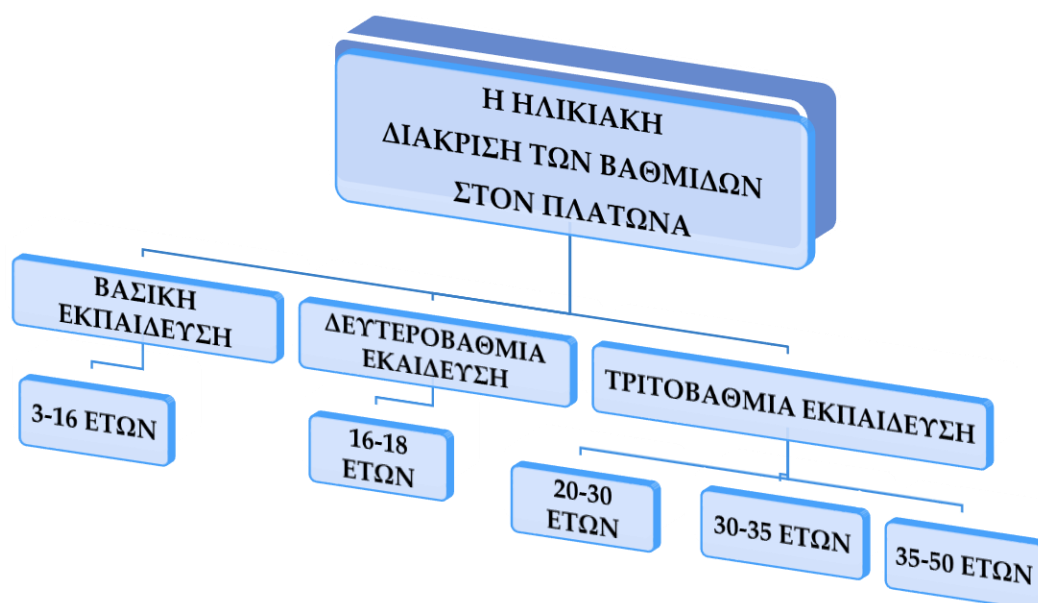 Η ΗΛΙΚΙΑΚΗ
ΔΙΑΚΡΙΣΗ ΤΩΝ ΒΑΘΜΙΔΩΝ
ΣΤΟΝ ΠΛΑΤΩΝΑ
ΒΑΣΙΚΗ
ΕΚΠΑΙΔΕΥΣΗ
3-16 ΕΤΩΝ
ΔΕΥΤΕΡΟΒΑΘΜΙΑ
ΕΚΑΙΔΕΥΣΗ
16-18
ΕΤΩΝ
ΤΡΙΤΟΒΑΘΜΙΑ ΕΚΠΑΙΔΕΥΣΗ
20-30
ΕΤΩΝ
30-35 ΕΤΩΝ
35-50 ΕΤΩΝ